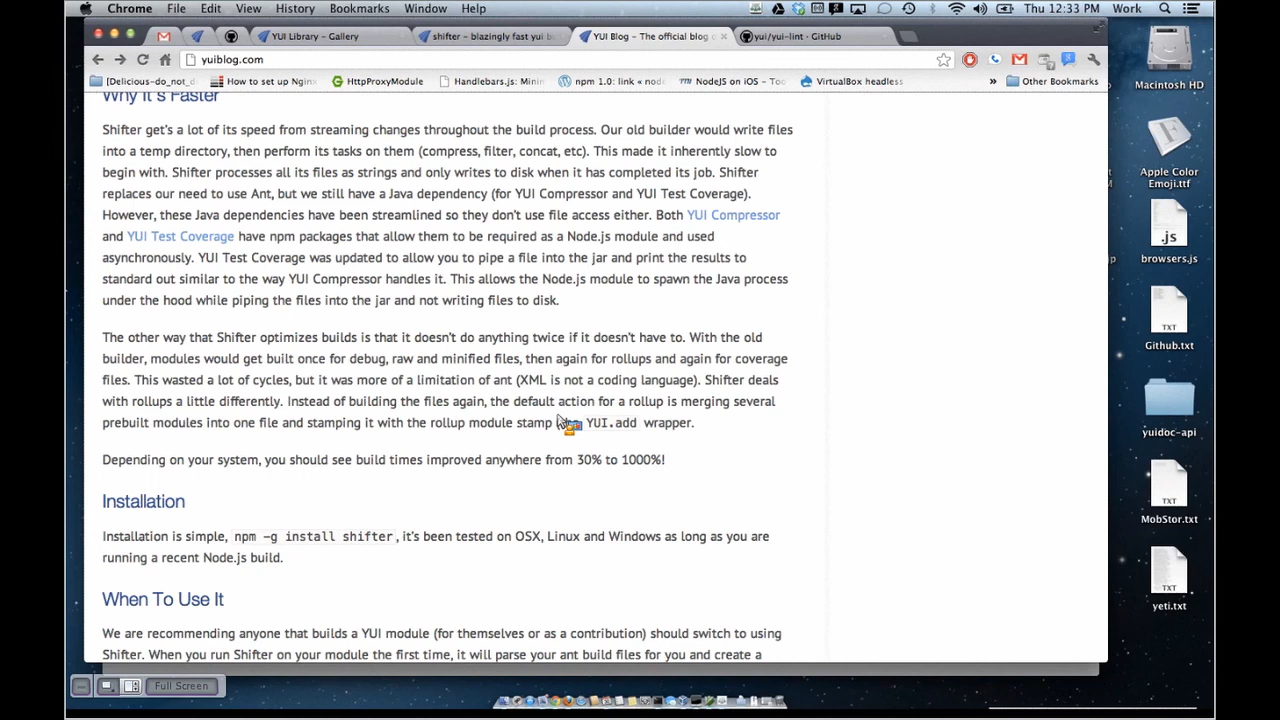 Chrome File Edit View History Bookmarks Window Help Thu 12:33 PM Work
YUI Library - Gallery
shifter - blazingly fast yui b
YUI Blog - The official blog o
yui/yui-lint · GitHub
yuiblog.com
[Delicious-do_not_d
How to set up Nginx
HttpProxyModule
Handlebars.js: Minim
npm 1.0: link « node
NodeJS on iOS - Too
VirtualBox headless
» Other Bookmarks
Why It's Faster
Shifter get's a lot of its speed from streaming changes throughout the build process. Our old builder would write files
into a temp directory, then perform its tasks on them (compress, filter, concat, etc). This made it inherently slow to
begin with. Shifter processes all its files as strings and only writes to disk when it has completed its job. Shifter
replaces our need to use Ant, but we still have a Java dependency (for YUI Compressor and YUI Test Coverage).
However, these Java dependencies have been streamlined so they don't use file access either. Both YUI Compressor
and YUI Test Coverage have npm packages that allow them to be required as a Node.js module and used
asynchronously. YUI Test Coverage was updated to allow you to pipe a file into the jar and print the results to
standard out similar to the way YUI Compressor handles it. This allows the Node.js module to spawn the Java process
under the hood while piping the files into the jar and not writing files to disk.
The other way that Shifter optimizes builds is that it doesn't do anything twice if it doesn't have to. With the old
builder, modules would get built once for debug, raw and minified files, then again for rollups and again for coverage
files. This wasted a lot of cycles, but it was more of a limitation of ant (XML is not a coding language). Shifter deals
with rollups a little differently. Instead of building the files again, the default action for a rollup is merging several
prebuilt modules into one file and stamping it with the rollup module stamp YUI.add wrapper.
Depending on your system, you should see build times improved anywhere from 30% to 1000%!
Installation
Installation is simple, npm -g install shifter, it's been tested on OSX, Linux and Windows as long as you are
running a recent Node.js build.
When To Use It
We are recommending anyone that builds a YUI module (for themselves or as a contribution) should switch to using
Shifter. When you run Shifter on your module the first time, it will parse your ant build files for you and create a
Full Screen
Macintosh HD
Apple Color
Emoji.ttf
.js
browsers.js
TXT
Github.txt
yuidoc-api
TXT
MobStor.txt
TXT
yeti.txt